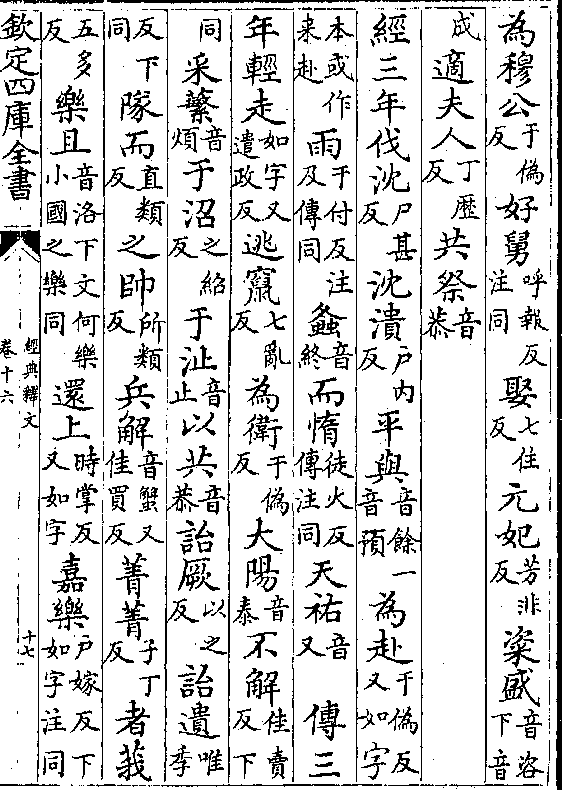 為穆公于偽反好舅呼報反注同娶七住反元妃芳非反粢盛音咨下音
成適夫人丁歷反共祭音恭
經三年伐沈尸甚反沈潰戶内反平與音餘一音預為赴于偽反又如字
本或作来赴雨于付反注及傳同螽音終而惰徒火反傳注同天祐音又傳三
年輕走如字又遣政反逃竄七亂反為衛于偽反大陽音泰不解佳賣反下
同采蘩音煩于沼之紹反于沚音止以共音恭詒厥以之反詒遺唯季
反下同隊而直類反之帥所類反兵解音蟹又佳買反菁菁子丁反者莪
五多反樂且音洛下文何樂小國之樂同還上時掌反又如字嘉樂戶嫁反下如字注同
欽定四庫全書
經典釋文
卷十六
十七